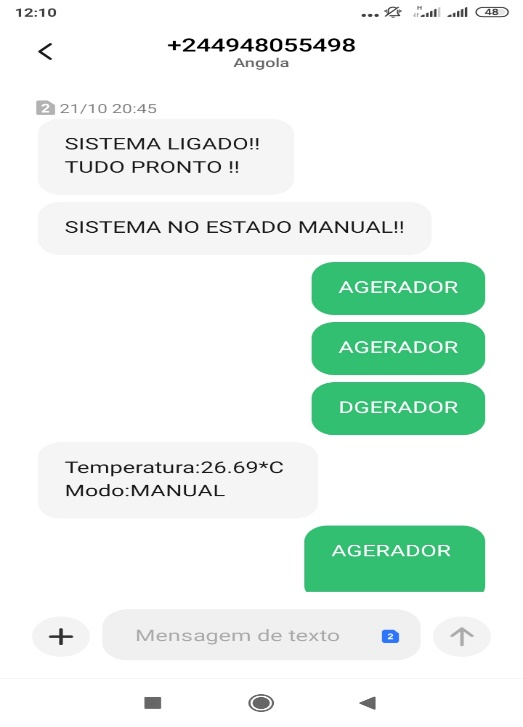 12:10
H
48
+244948055498
Angola
2 21/10 20:45
SISTEMA LIGADO!!
TUDO PRONTO !!
SISTEMA NO ESTADO MANUAL!!
AGERADOR
AGERADOR
DGERADOR
Temperatura:26.69*C
Modo:MANUAL
AGERADOR
Mensagem de texto
2